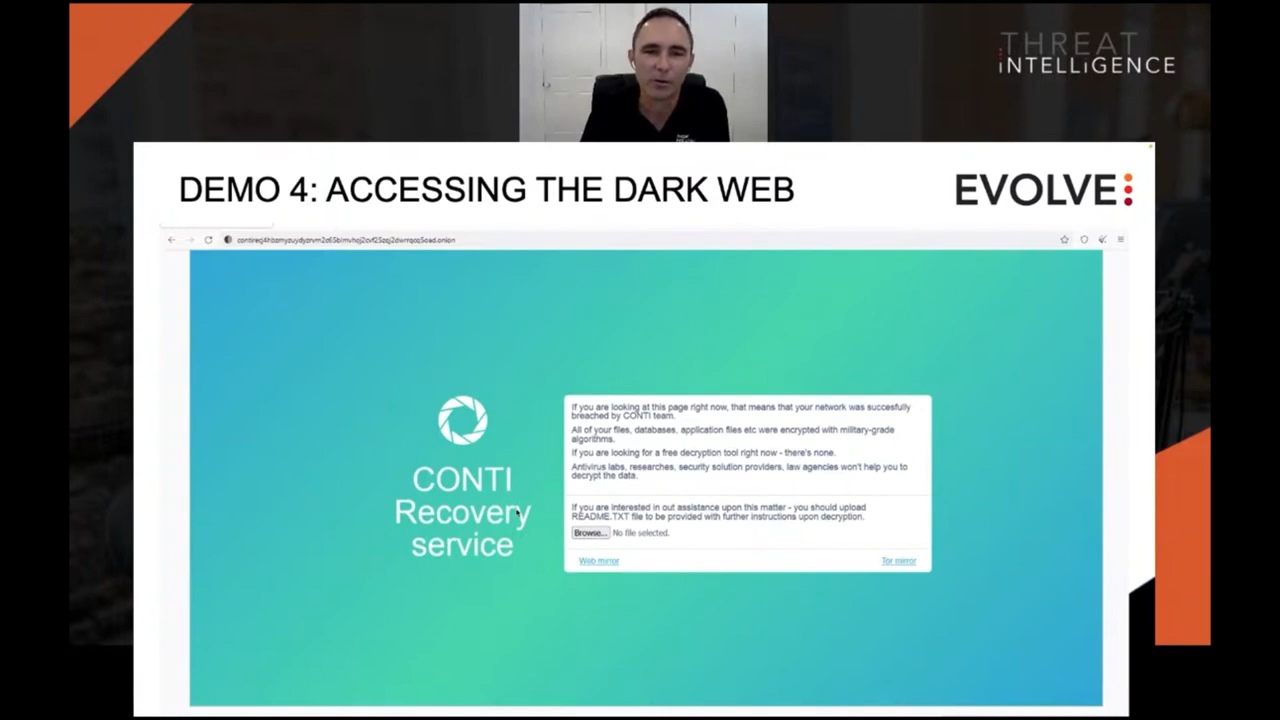 THREAT
INTELLIGENCE
DEMO 4: ACCESSING THE DARK WEB
EVOLVE
CONTI
Recovery
service
If you are looking at this page right now, that means that your network was succesfully
breached by CONTI team.
All of your files, databases, application files etc were encrypted with military-grade
algorithms.
If you are looking for a free decryption tool right now - there's none.
Antivirus labs, researches, security solution providers, law agencies won't help you to
decrypt the data.
If you are interested in out assistance upon this matter - you should upload
README.TXT file to be provided with further instructions upon decryption.
Browse... No file selected.
Web mirror
Tor mirror